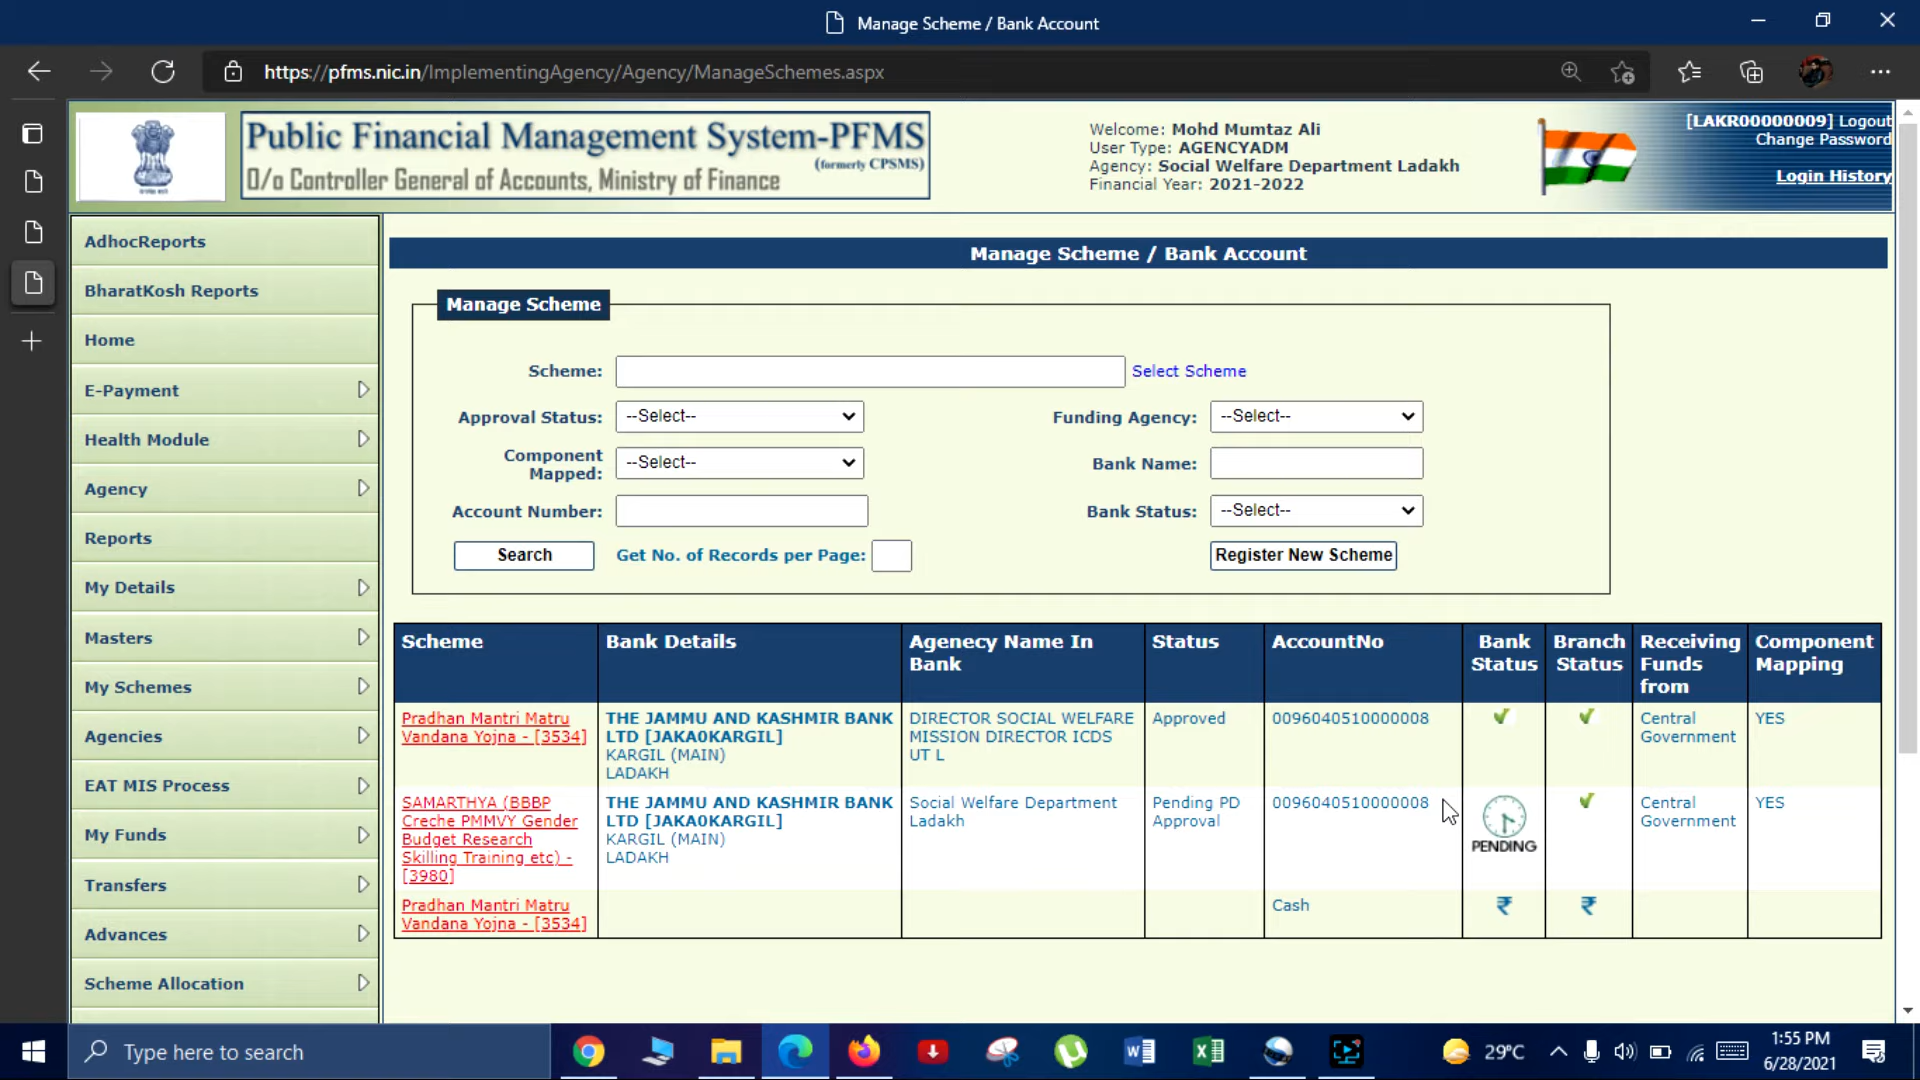 Manage Scheme / Bank Account
https://pfms.nic.in/ImplementingAgency/Agency/ManageSchemes.aspx
Public Financial Management System-PFMS
(formerly CPSMS)
O/o Controller General of Accounts, Ministry of Finance
Welcome: Mohd Mumtaz Ali
User Type: AGENCYADM
Agency: Social Welfare Department Ladakh
Financial Year: 2021-2022
[LAKR00000009] Logout
Change Password
Login History
AdhocReports
BharatKosh Reports
Home
E-Payment
Health Module
Agency
Reports
My Details
Masters
My Schemes
Agencies
EAT MIS Process
My Funds
Transfers
Advances
Scheme Allocation
Manage Scheme / Bank Account
Manage Scheme
Scheme: Select Scheme
Approval Status: --Select-- Funding Agency: --Select--
Component
Mapped: --Select-- Bank Name:
Account Number: Bank Status: --Select--
Search Get No. of Records per Page: Register New Scheme
Scheme
Bank Details
Agenecy Name In
Bank
Status
AccountNo
Bank
Status
Branch
Status
Receiving
Funds
from
Component
Mapping
Pradhan Mantri Matru
Vandana Yojna - [3534]
THE JAMMU AND KASHMIR BANK
LTD [JAKA0KARGIL]
KARGIL (MAIN)
LADAKH
DIRECTOR SOCIAL WELFARE
MISSION DIRECTOR ICDS
UT L
Approved
0096040510000008
Central
Government
YES
SAMARTHYA (BBBP
Creche PMMVY Gender
Budget Research
Skilling Training etc) -
[3980]
THE JAMMU AND KASHMIR BANK
LTD [JAKA0KARGIL]
KARGIL (MAIN)
LADAKH
Social Welfare Department
Ladakh
Pending PD
Approval
0096040510000008
PENDING
Central
Government
YES
Pradhan Mantri Matru
Vandana Yojna - [3534]
Cash
₹ ₹
Type here to search
29°C
1:55 PM
6/28/2021